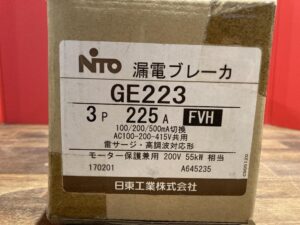 NITO 漏電ブレーカ
GE223
3P 225A FVH
100/200/500mA切換
AC100-200-415V共用
雷サージ・高調波対応形
モーター保護兼用 200V 55kW 相当
170201 A645235
日東工業株式会社